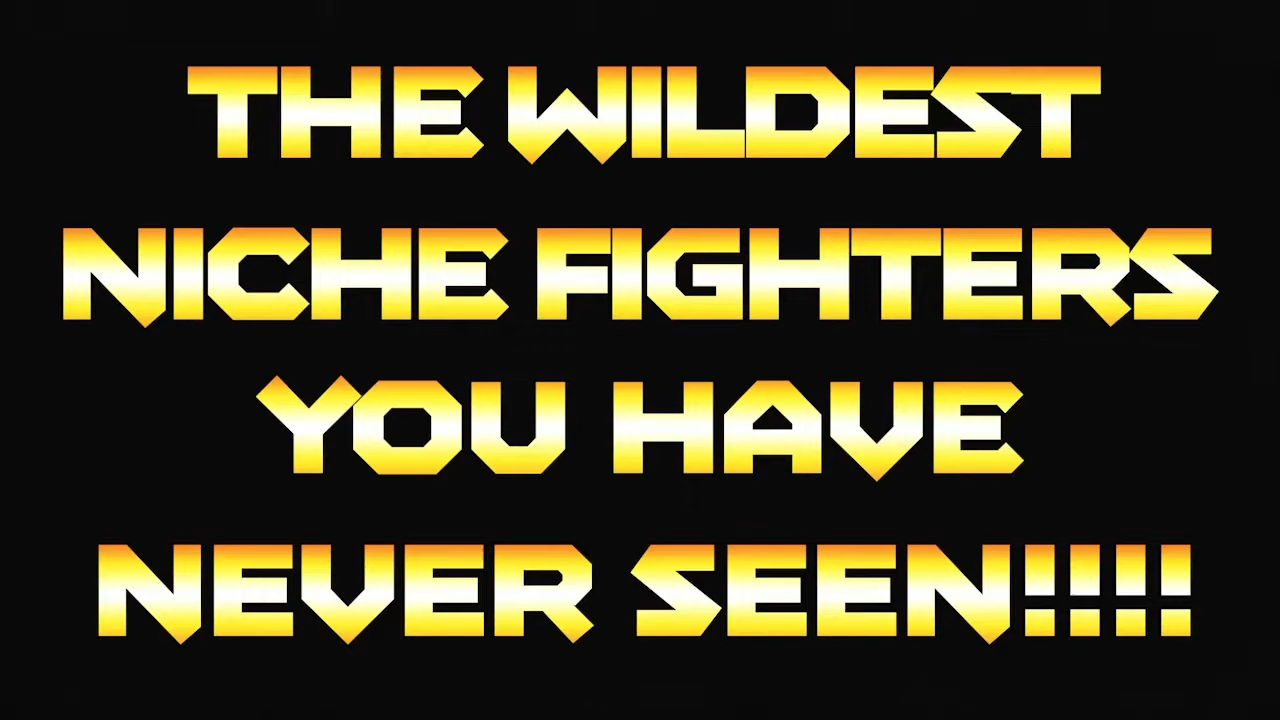 THE WILDEST
NICHE FIGHTERS
YOU HAVE
NEVER SEEN!!!!